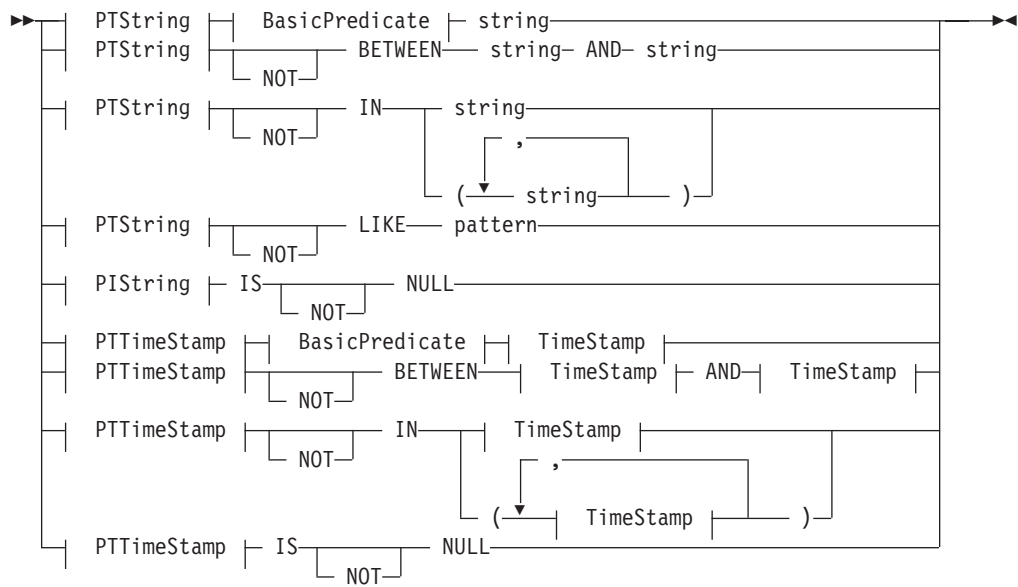 PTString BasicPredicate string
PTString NOT BETWEEN string AND string
PTString NOT IN string
,
( string )
PTString NOT LIKE pattern
PIString IS NOT NULL
PTTimeStamp BasicPredicate TimeStamp
PTTimeStamp NOT BETWEEN TimeStamp AND TimeStamp
PTTimeStamp NOT IN TimeStamp
,
( TimeStamp )
PTTimeStamp IS NOT NULL